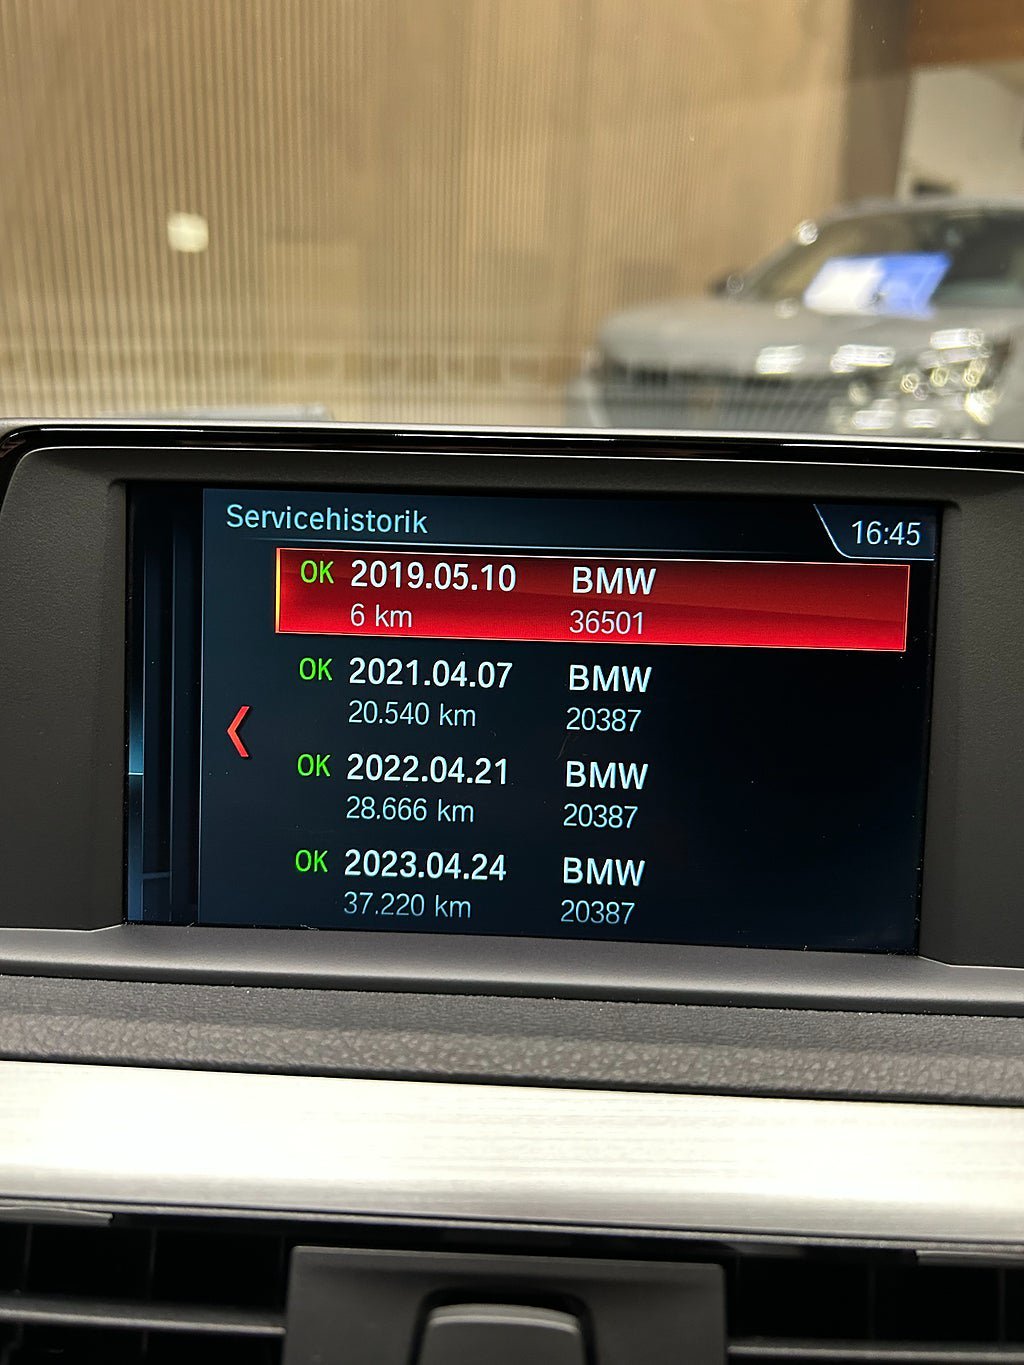 Servicehistorik
16:45
OK 2019.05.10 BMW
6 km 36501
OK 2021.04.07 BMW
20.540 km 20387
OK 2022.04.21 BMW
28.666 km 20387
OK 2023.04.24 BMW
37.220 km 20387